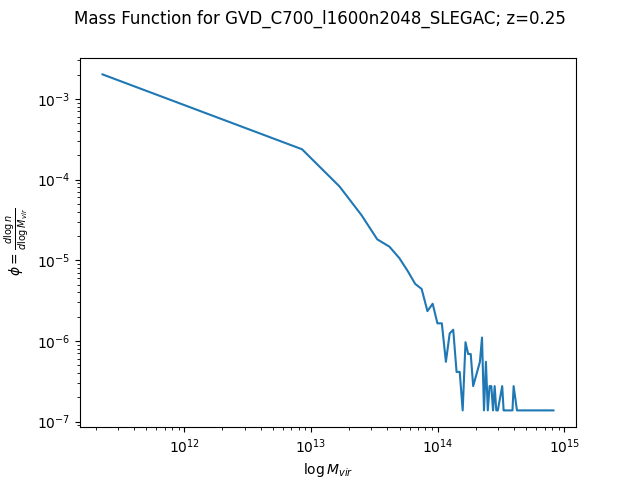 Mass Function for GVD_C700_l1600n2048_SLEGAC; z=0.25
ϕ = d log n / d log M_vir
10⁻³
10⁻⁴
10⁻⁵
10⁻⁶
10⁻⁷
10¹² 10¹³ 10¹⁴ 10¹⁵
log M_vir